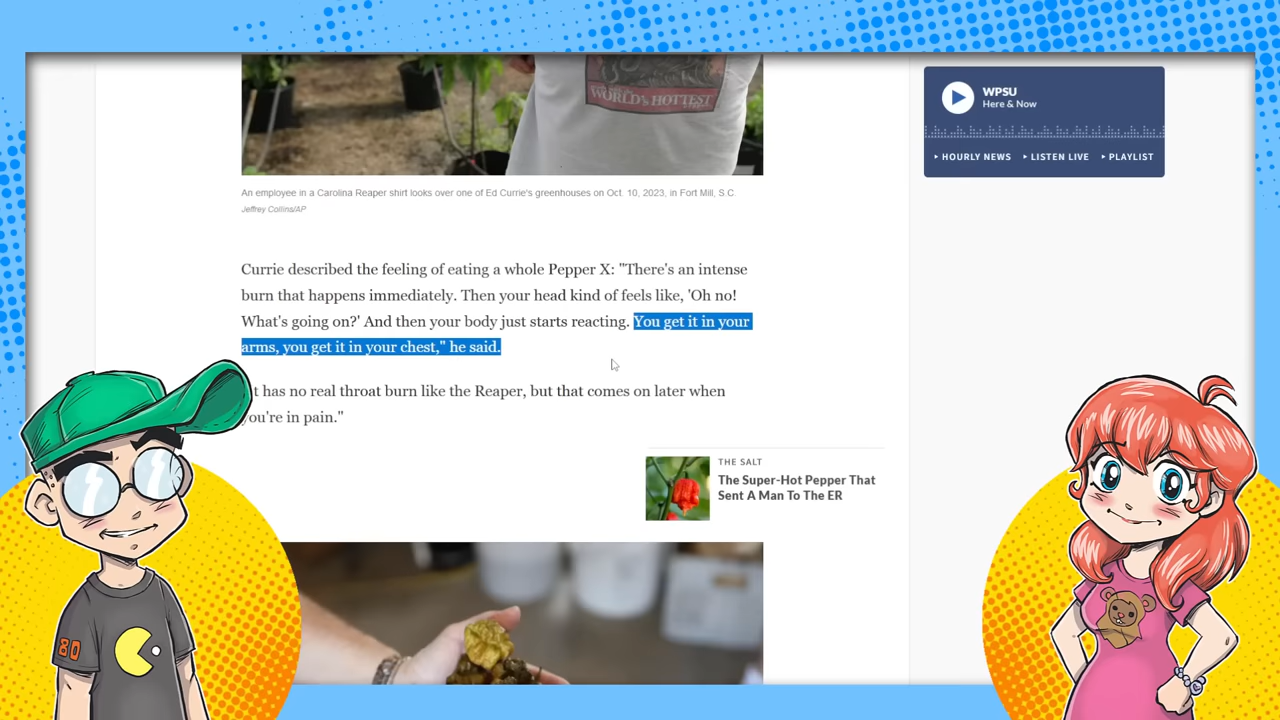 WORLD'S HOTTEST
WPSU
Here & Now
HOURLY NEWS LISTEN LIVE PLAYLIST
An employee in a Carolina Reaper shirt looks over one of Ed Currie's greenhouses on Oct. 10, 2023, in Fort Mill, S.C.
Jeffrey Collins/AP
Currie described the feeling of eating a whole Pepper X: "There's an intense
burn that happens immediately. Then your head kind of feels like, 'Oh no!
What's going on?' And then your body just starts reacting. You get it in your
arms, you get it in your chest," he said.
t has no real throat burn like the Reaper, but that comes on later when
you're in pain."
THE SALT
The Super-Hot Pepper That
Sent A Man To The ER
80